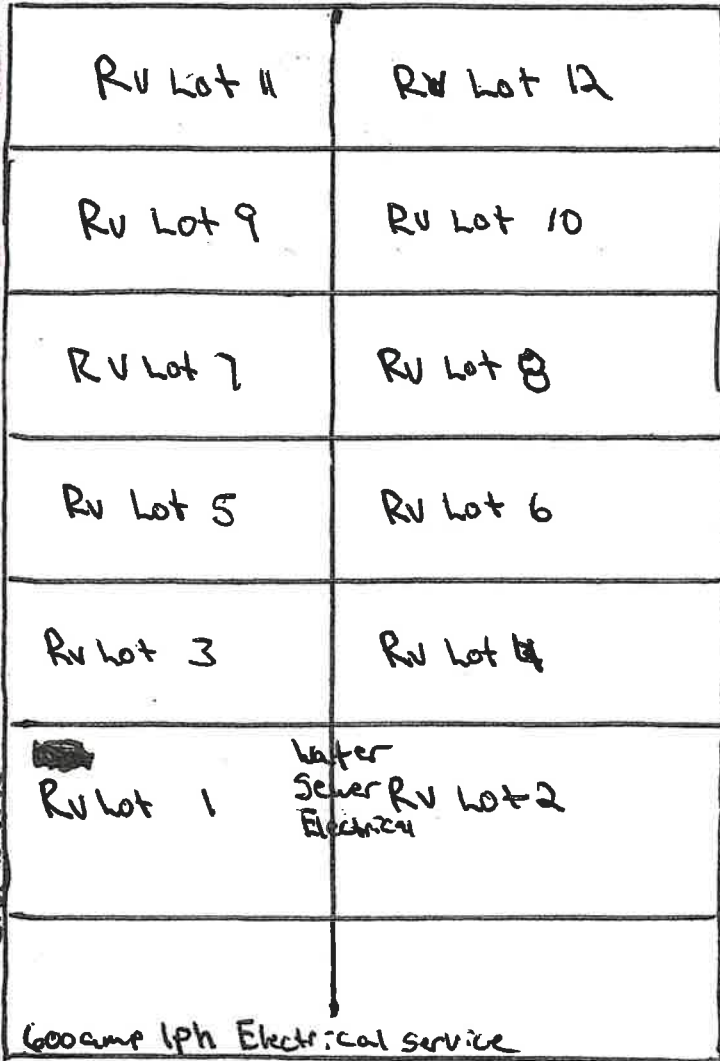 RV Lot 11
RV Lot 12
RV Lot 9
RV Lot 10
RV Lot 7
RV Lot 8
RV Lot 5
RV Lot 6
RV Lot 3
RV Lot 4
RV Lot 1
Water
Sewer
Electrical
RV Lot 2
600amp 1ph Electrical service